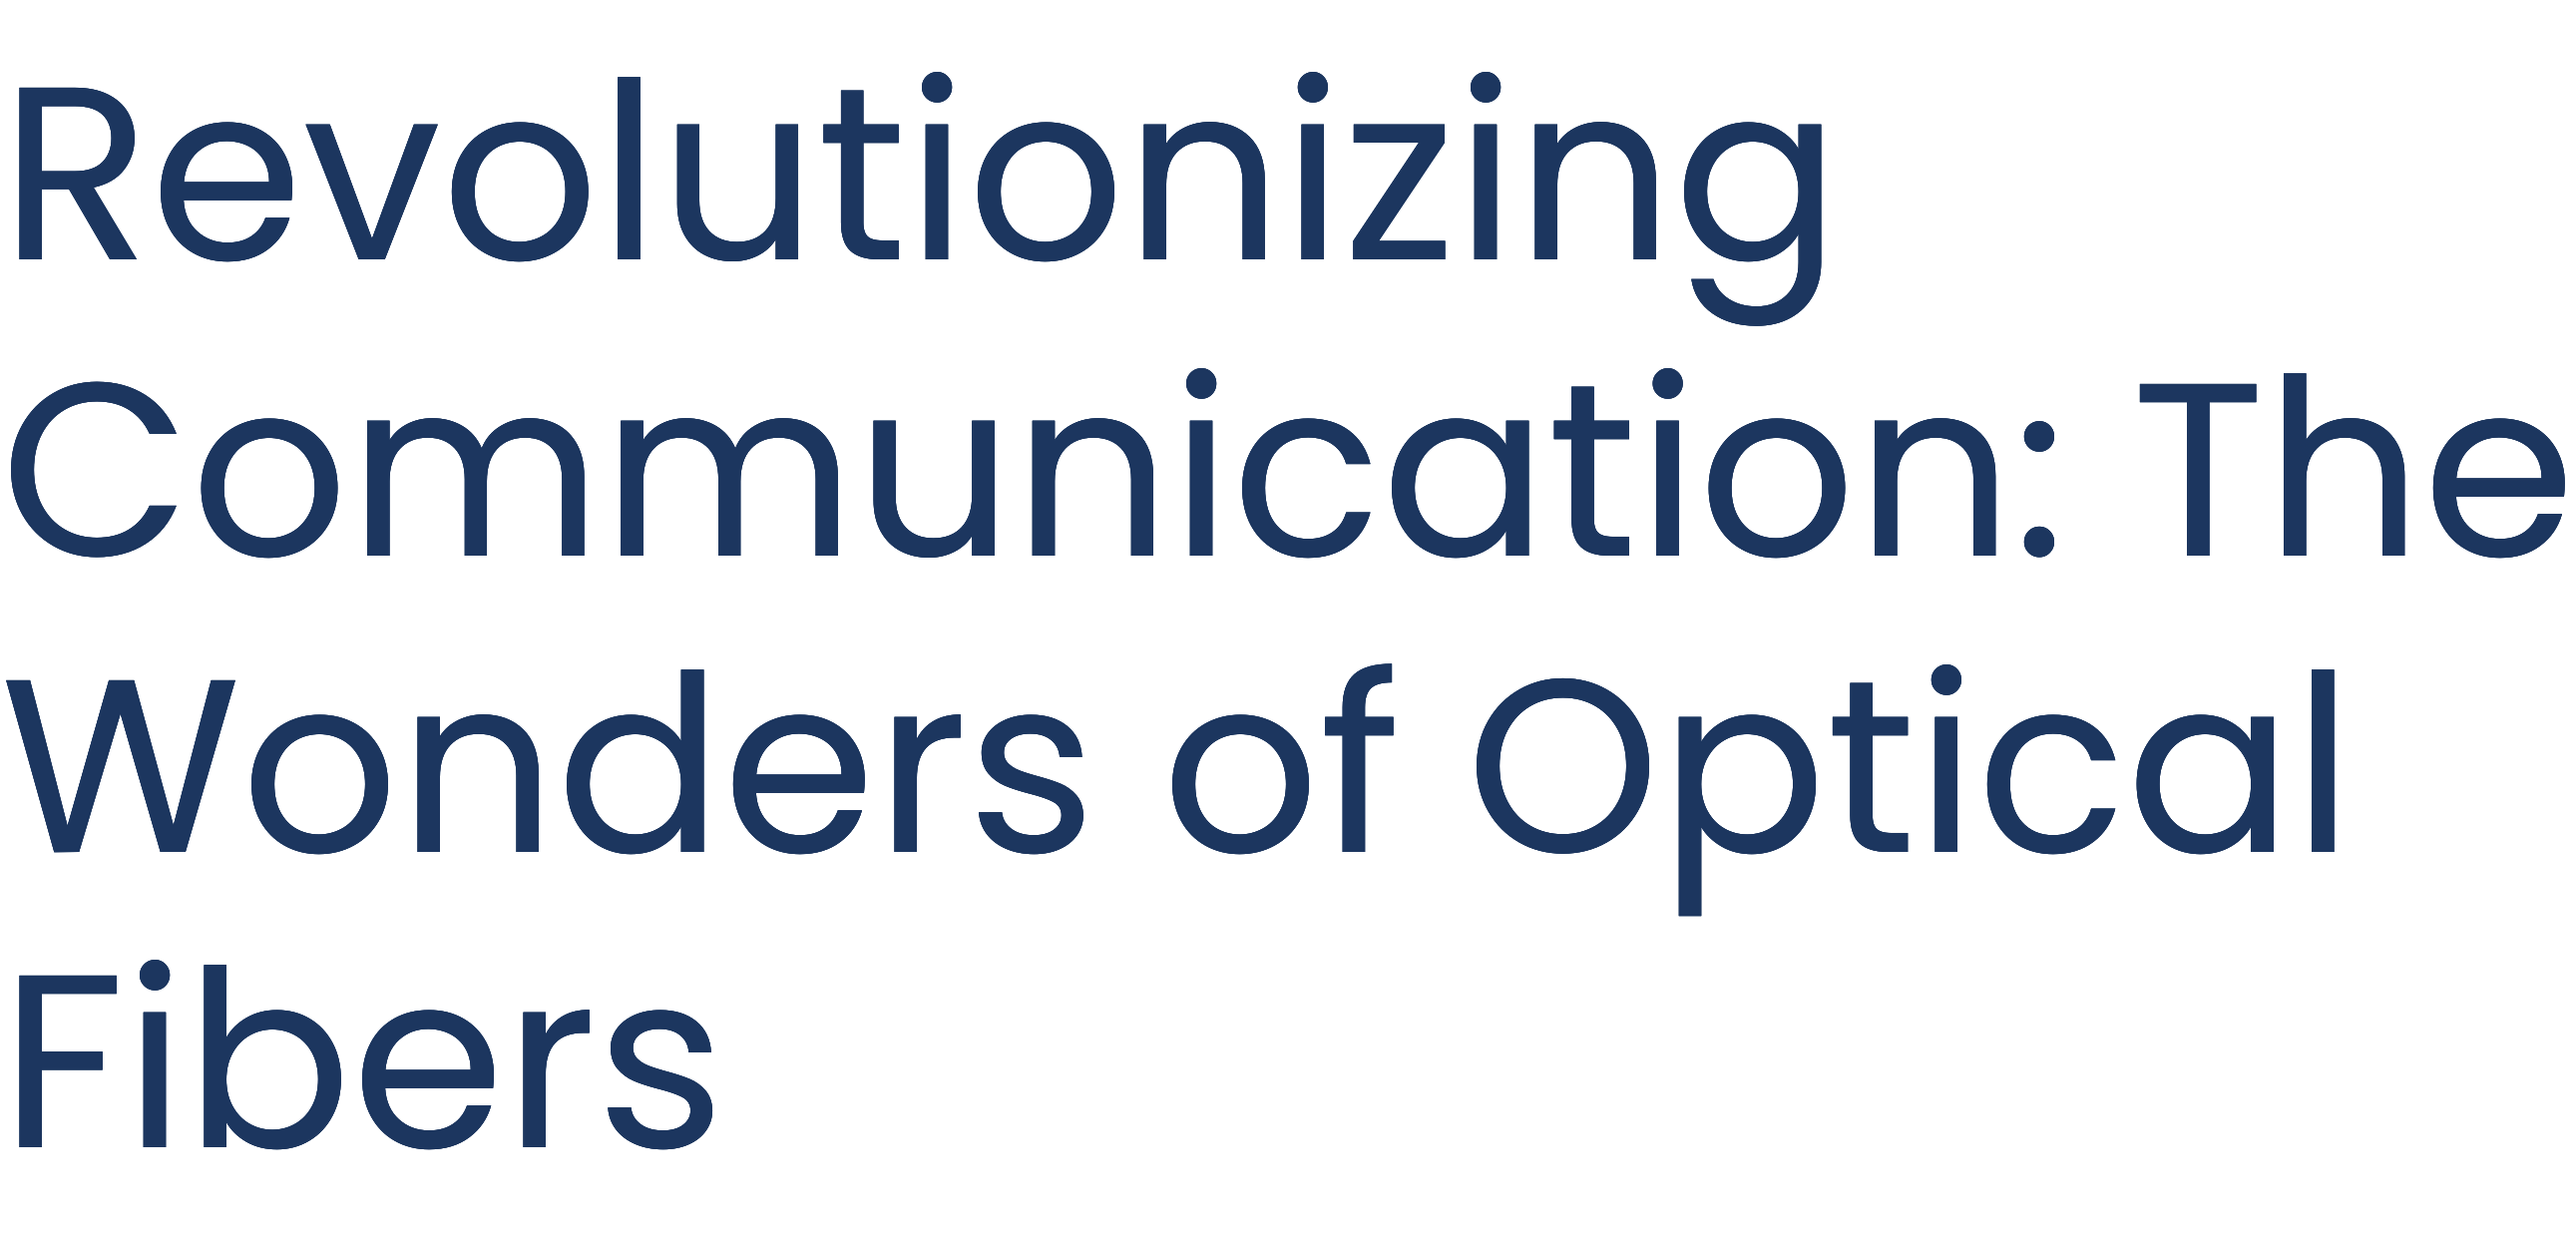 Revolutionizing
Communication: The
Wonders of Optical
Fibers